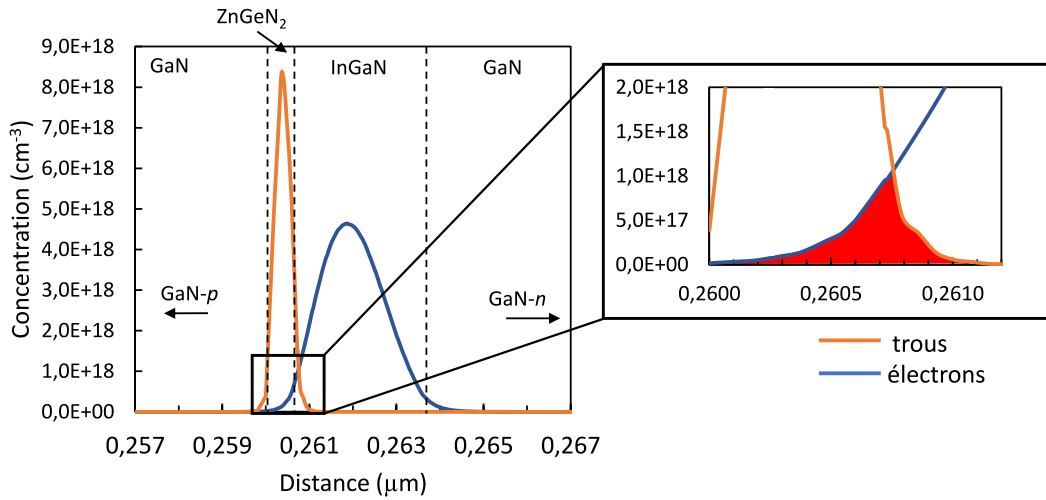 ZnGeN2
Concentration (cm-3)
9,0E+18
8,0E+18
7,0E+18
6,0E+18
5,0E+18
4,0E+18
3,0E+18
2,0E+18
1,0E+18
0,0E+00
GaN
InGaN
GaN
GaN-p
GaN-n
0,257
0,259
0,261
0,263
0,265
0,267
Distance (μm)
2,0E+18
1,5E+18
1,0E+18
5,0E+17
0,0E+00
0,2600
0,2605
0,2610
trous
électrons